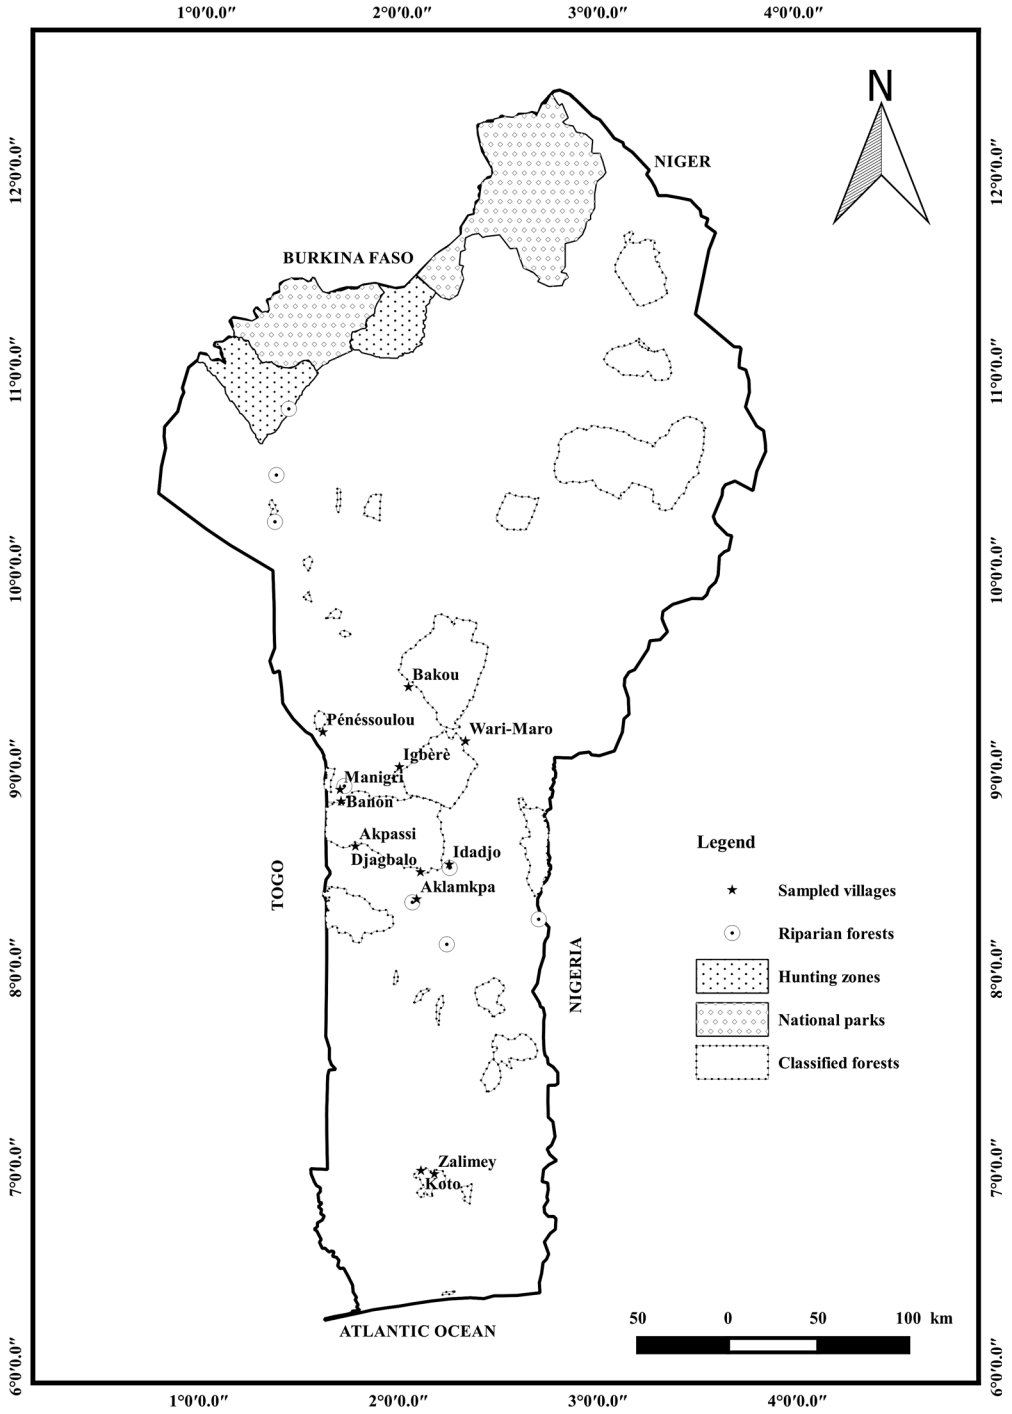 1°0′0.0″ 2°0′0.0″ 3°0′0.0″ 4°0′0.0″
N
NIGER
12°0′0.0″ 12°0′0.0″
BURKINA FASO
11°0′0.0″ 11°0′0.0″
10°0′0.0″ 10°0′0.0″
Bakou
Pénéssoulou
Wari-Maro
Igbèrè
9°0′0.0″ 9°0′0.0″
Manigri
Banon
Akpassi
Legend
Djagbalo
Idadjo
TOGO
Aklamkpa
Sampled villages
Riparian forests
NIGERIA
8°0′0.0″ 8°0′0.0″
Hunting zones
National parks
Classified forests
7°0′0.0″ 7°0′0.0″
Zalimey
Koto
50 0 50 100 km
ATLANTIC OCEAN
6°0′0.0″ 6°0′0.0″
1°0′0.0″ 2°0′0.0″ 3°0′0.0″ 4°0′0.0″